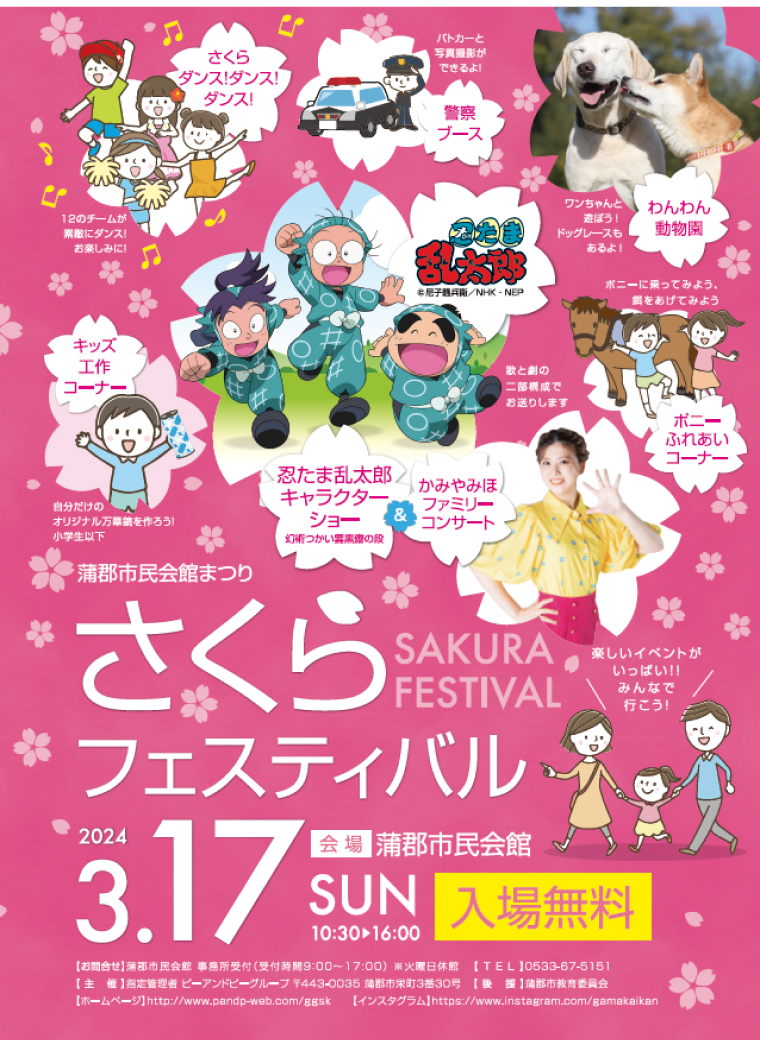 さくら
ダンス!ダンス!
ダンス!
12のチームが
素敵にダンス!
お楽しみに!
パトカーと
写真撮影が
できるよ!
警察
ブース
ワンちゃんと
遊ぼう!
ドッグレースも
あるよ!
わんわん
動物園
忍たま
乱太郎
©尼子騒兵衛/NHK・NEP
ポニーに乗ってみよう、
餌をあげてみよう
ポニー
ふれあい
コーナー
キッズ
工作
コーナー
自分だけの
オリジナル万華鏡を作ろう!
小学生以下
歌と劇の
二部構成で
お送りします
忍たま乱太郎
キャラクター
ショー
幻術つかい雲黒斎の段
&
かみやみほ
ファミリー
コンサート
蒲郡市民会館まつり
さくら
SAKURA
FESTIVAL
フェスティバル
楽しいイベントが
いっぱい!!
みんなで
行こう!
2024
3.17
会場 蒲郡市民会館
SUN
10:30▶16:00
入場無料
【お問合せ】蒲郡市民会館 事務所受付(受付時間9:00〜17:00) ※火曜日休館 【TEL】0533-67-5151
【主 催】指定管理者 ピーアンドピーグループ 〒443-0035 蒲郡市栄町3番30号 【後 援】蒲郡市教育委員会
【ホームページ】http://www.pandp-web.com/ggsk 【インスタグラム】https://www.instagram.com/gamakaikan